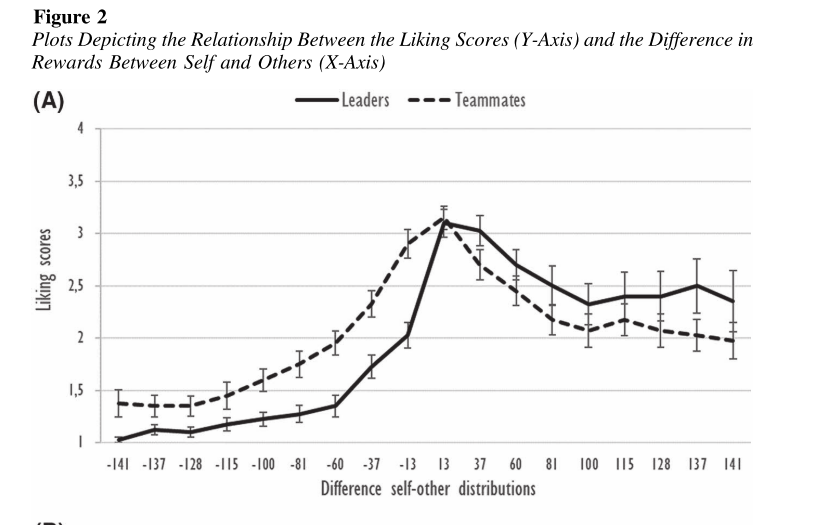 Figure 2
Plots Depicting the Relationship Between the Liking Scores (Y-Axis) and the Difference in
Rewards Between Self and Others (X-Axis)
(A)
Leaders Teammates
4
3,5
3
2,5
2
1,5
1
Liking scores
-141 -137 -128 -115 -100 -81 -60 -37 -13 13 37 60 81 100 115 128 137 141
Difference self-other distributions